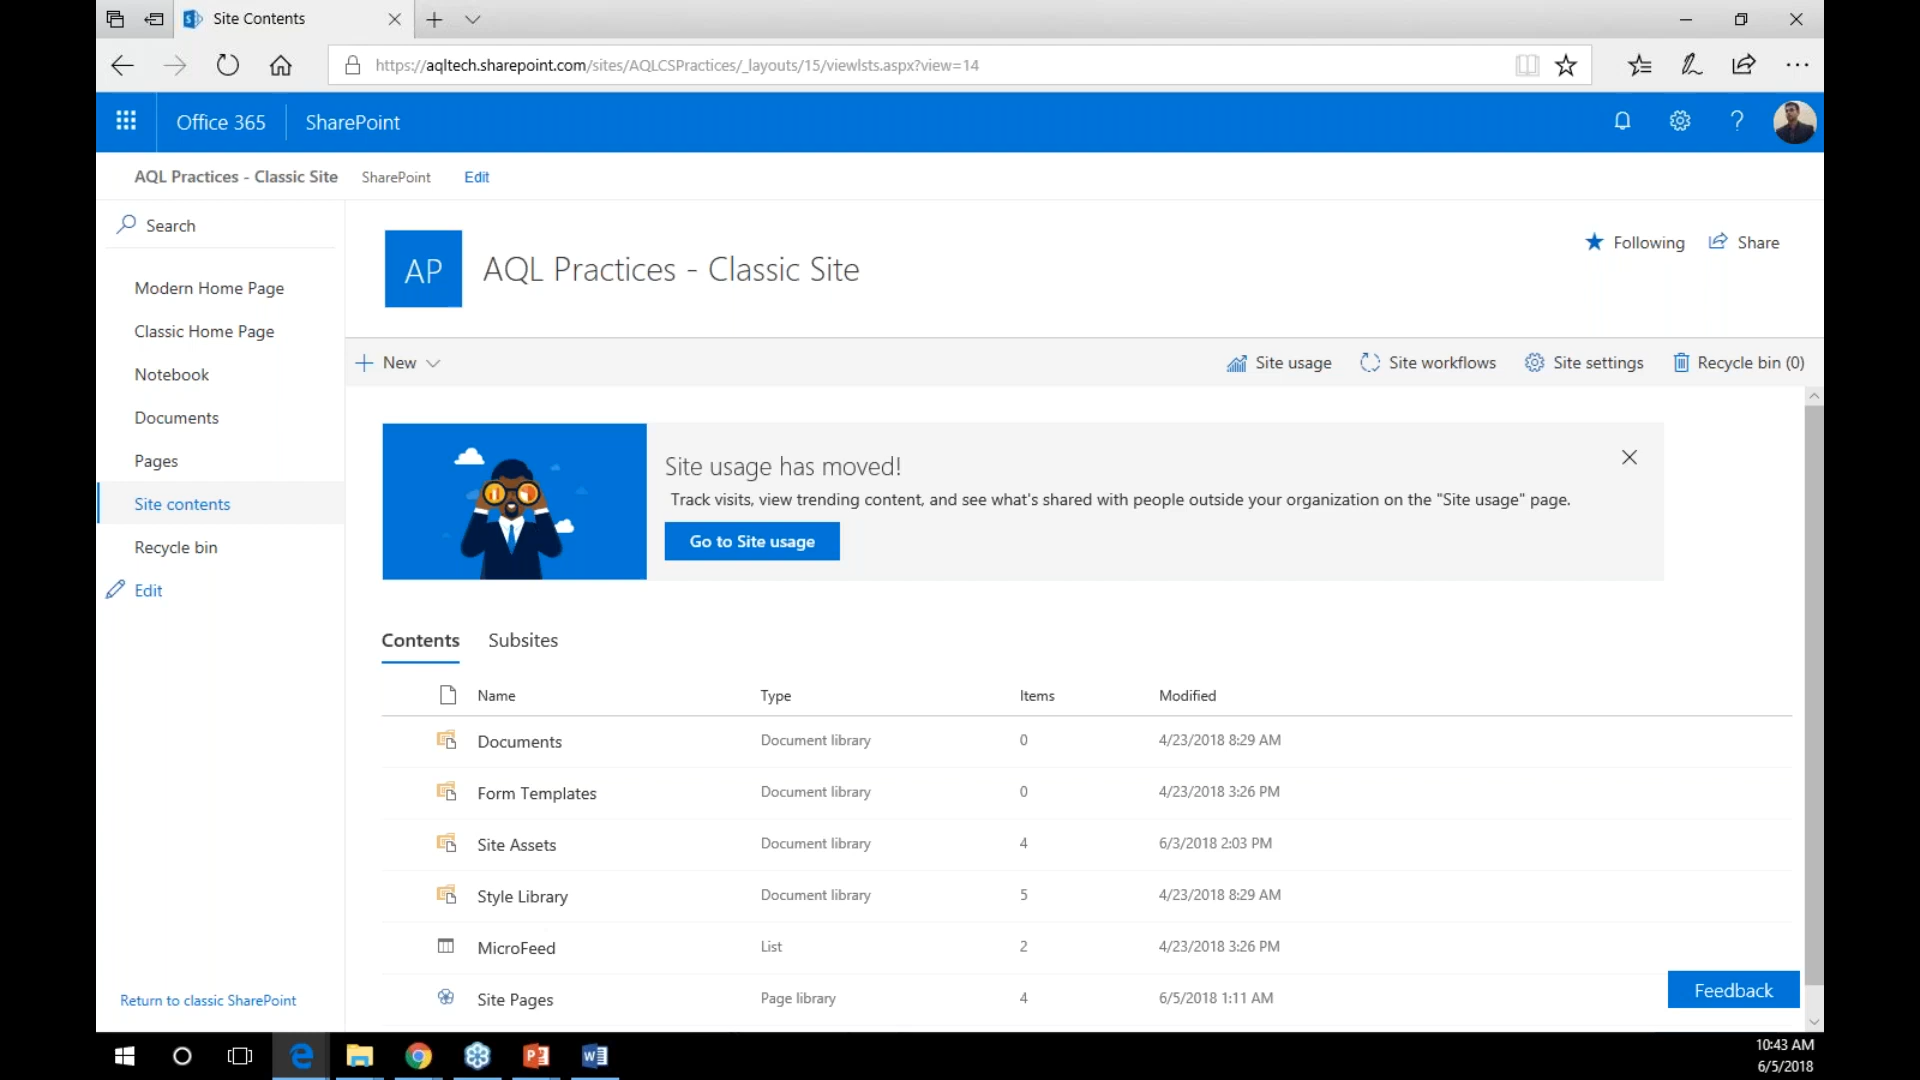 Site Contents
https://aqltech.sharepoint.com/sites/AQLCSPractices/_layouts/15/viewlsts.aspx?view=14
Office 365
SharePoint
?
AQL Practices - Classic Site
SharePoint
Edit
Search
Modern Home Page
Classic Home Page
Notebook
Documents
Pages
Site contents
Recycle bin
Edit
Return to classic SharePoint
AP
AQL Practices - Classic Site
Following
Share
New
Site usage
Site workflows
Site settings
Recycle bin (0)
Site usage has moved!
Track visits, view trending content, and see what's shared with people outside your organization on the "Site usage" page.
Go to Site usage
Contents
Subsites
Name Type Items Modified
Documents Document library 0 4/23/2018 8:29 AM
Form Templates Document library 0 4/23/2018 3:26 PM
Site Assets Document library 4 6/3/2018 2:03 PM
Style Library Document library 5 4/23/2018 8:29 AM
MicroFeed List 2 4/23/2018 3:26 PM
Site Pages Page library 4 6/5/2018 1:11 AM
Feedback
10:43 AM
6/5/2018